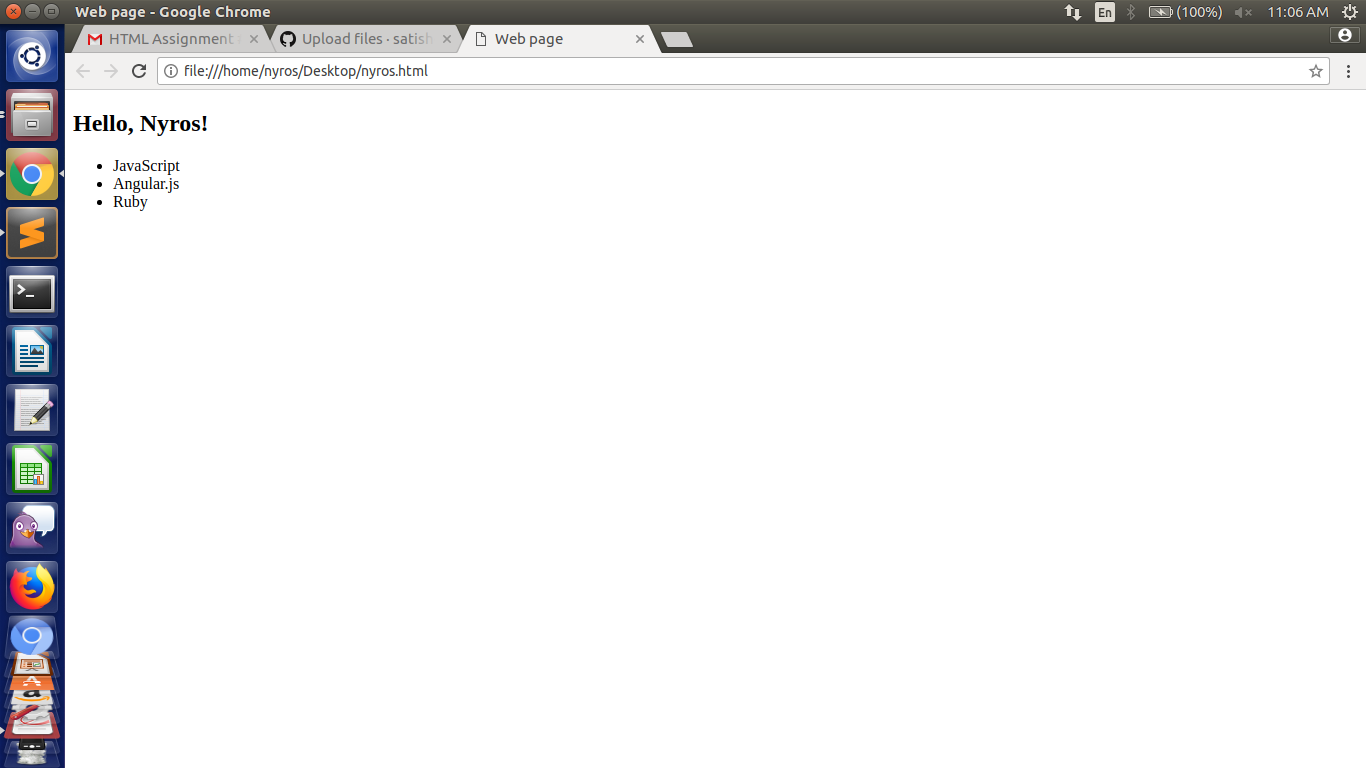 Web page - Google Chrome
En
(100%)
11:06 AM
HTML Assignment
Upload files · satish
Web page
file:///home/nyros/Desktop/nyros.html
Hello, Nyros!
JavaScript
Angular.js
Ruby